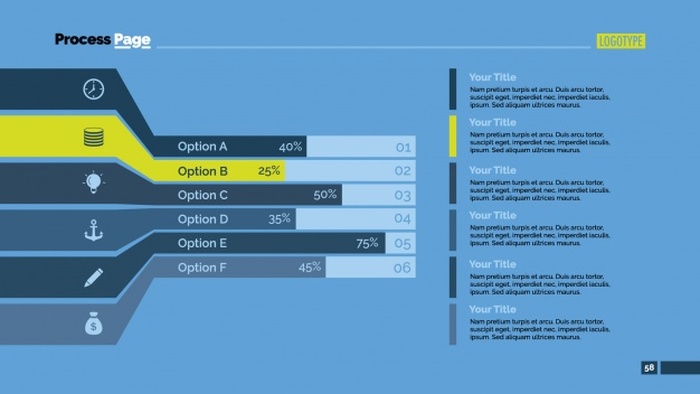 Process Page
LOGOTYPE
Option A 40% 01
Option B 25% 02
Option C 50% 03
Option D 35% 04
Option E 75% 05
Option F 45% 06
Your Title
Nam pretium turpis et arcu. Duis arcu tortor,
suscipit eget, imperdiet nec, imperdiet iaculis,
ipsum. Sed aliquam ultrices mauris.
Your Title
Nam pretium turpis et arcu. Duis arcu tortor,
suscipit eget, imperdiet nec, imperdiet iaculis,
ipsum. Sed aliquam ultrices mauris.
Your Title
Nam pretium turpis et arcu. Duis arcu tortor,
suscipit eget, imperdiet nec, imperdiet iaculis,
ipsum. Sed aliquam ultrices mauris.
Your Title
Nam pretium turpis et arcu. Duis arcu tortor,
suscipit eget, imperdiet nec, imperdiet iaculis,
ipsum. Sed aliquam ultrices mauris.
Your Title
Nam pretium turpis et arcu. Duis arcu tortor,
suscipit eget, imperdiet nec, imperdiet iaculis,
ipsum. Sed aliquam ultrices mauris.
Your Title
Nam pretium turpis et arcu. Duis arcu tortor,
suscipit eget, imperdiet nec, imperdiet iaculis,
ipsum. Sed aliquam ultrices mauris.
$
58